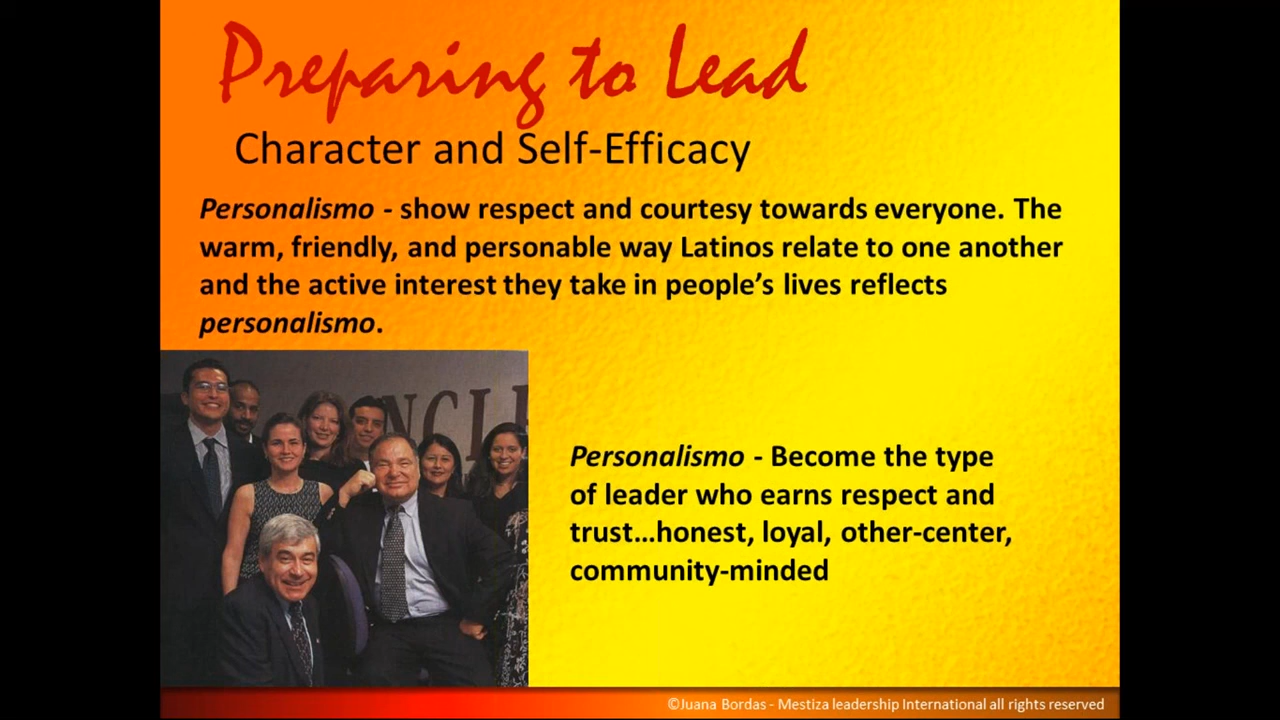 Preparing to Lead
Character and Self-Efficacy
Personalismo - show respect and courtesy towards everyone. The
warm, friendly, and personable way Latinos relate to one another
and the active interest they take in people’s lives reflects
personalismo.
Personalismo - Become the type
of leader who earns respect and
trust…honest, loyal, other-center,
community-minded
©Juana Bordas - Mestiza leadership International all rights reserved